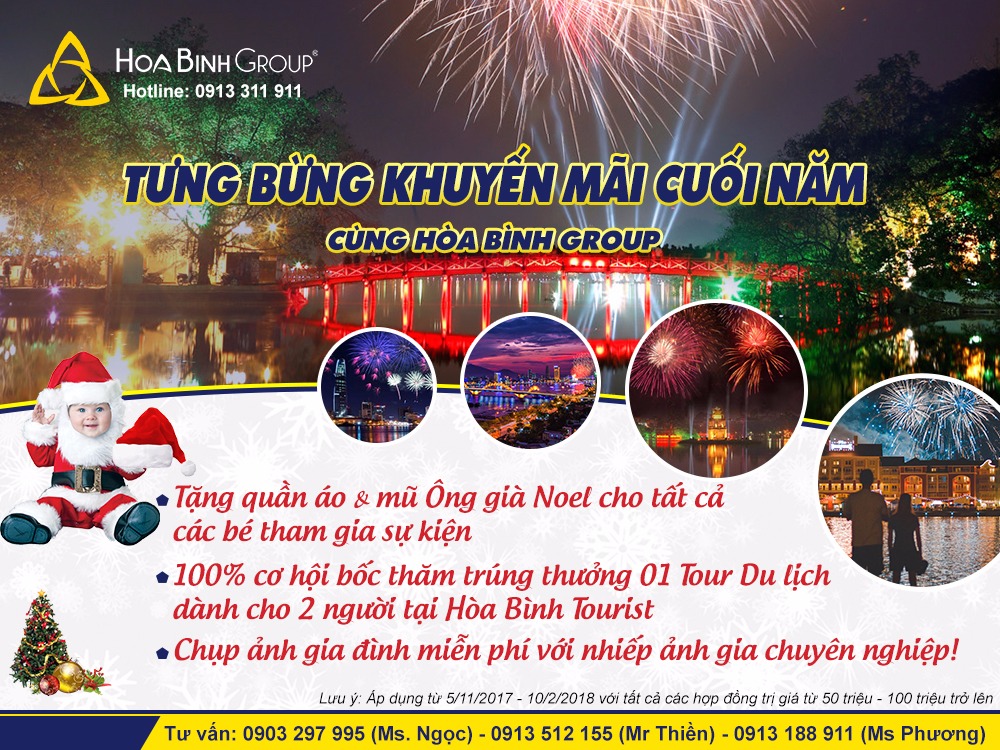 HOA BINH GROUP®
Hotline: 0913 311 911
TƯNG BỪNG KHUYẾN MÃI CUỐI NĂM
CÙNG HÒA BÌNH GROUP
Tặng quần áo & mũ Ông già Noel cho tất cả
các bé tham gia sự kiện
100% cơ hội bốc thăm trúng thưởng 01 Tour Du lịch
dành cho 2 người tại Hòa Bình Tourist
Chụp ảnh gia đình miễn phí với nhiếp ảnh gia chuyên nghiệp!
Lưu ý: Áp dụng từ 5/11/2017 - 10/2/2018 với tất cả các hợp đồng trị giá từ 50 triệu - 100 triệu trở lên
Tư vấn: 0903 297 995 (Ms. Ngọc) - 0913 512 155 (Mr Thiền) - 0913 188 911 (Ms Phương)